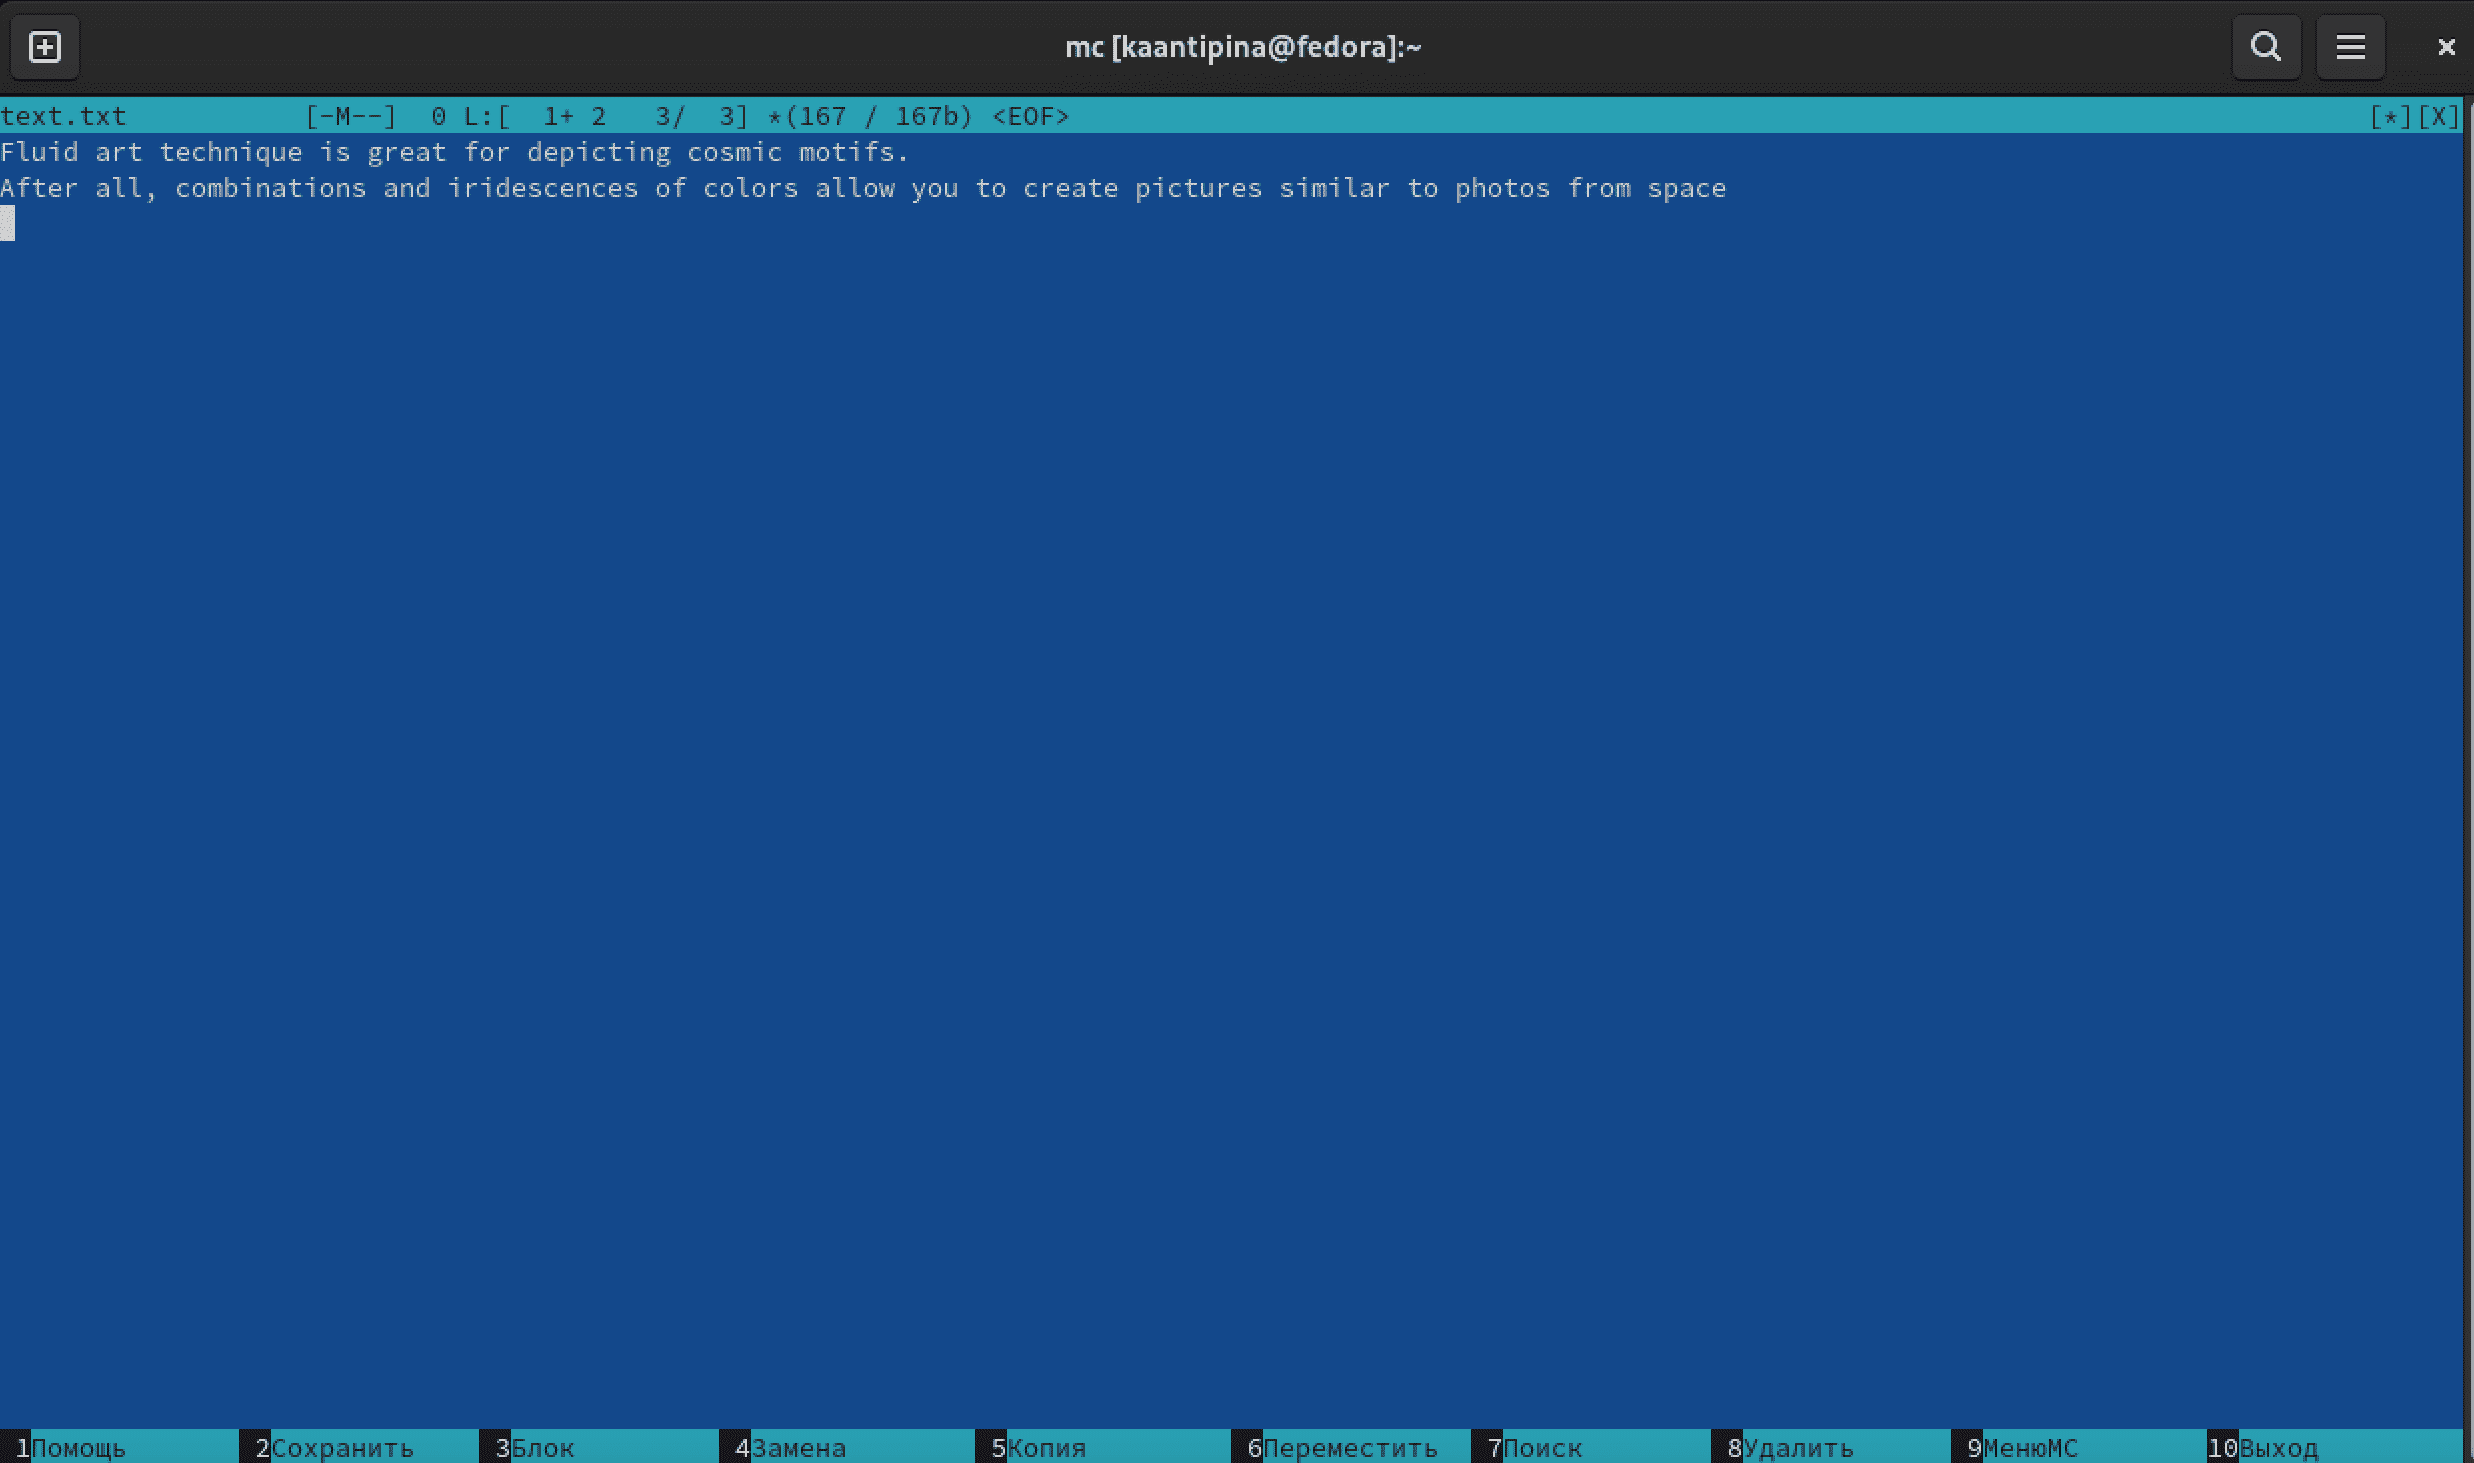 mc [kaantipina@fedora]:~
text.txt [-M--] 0 L:[ 1+ 2 3/ 3] *(167 / 167b) <EOF> [*][X]
Fluid art technique is great for depicting cosmic motifs.
After all, combinations and iridescences of colors allow you to create pictures similar to photos from space
1Помощь 2Сохранить 3Блок 4Замена 5Копия 6Переместить 7Поиск 8Удалить 9МенюМС 10Выход